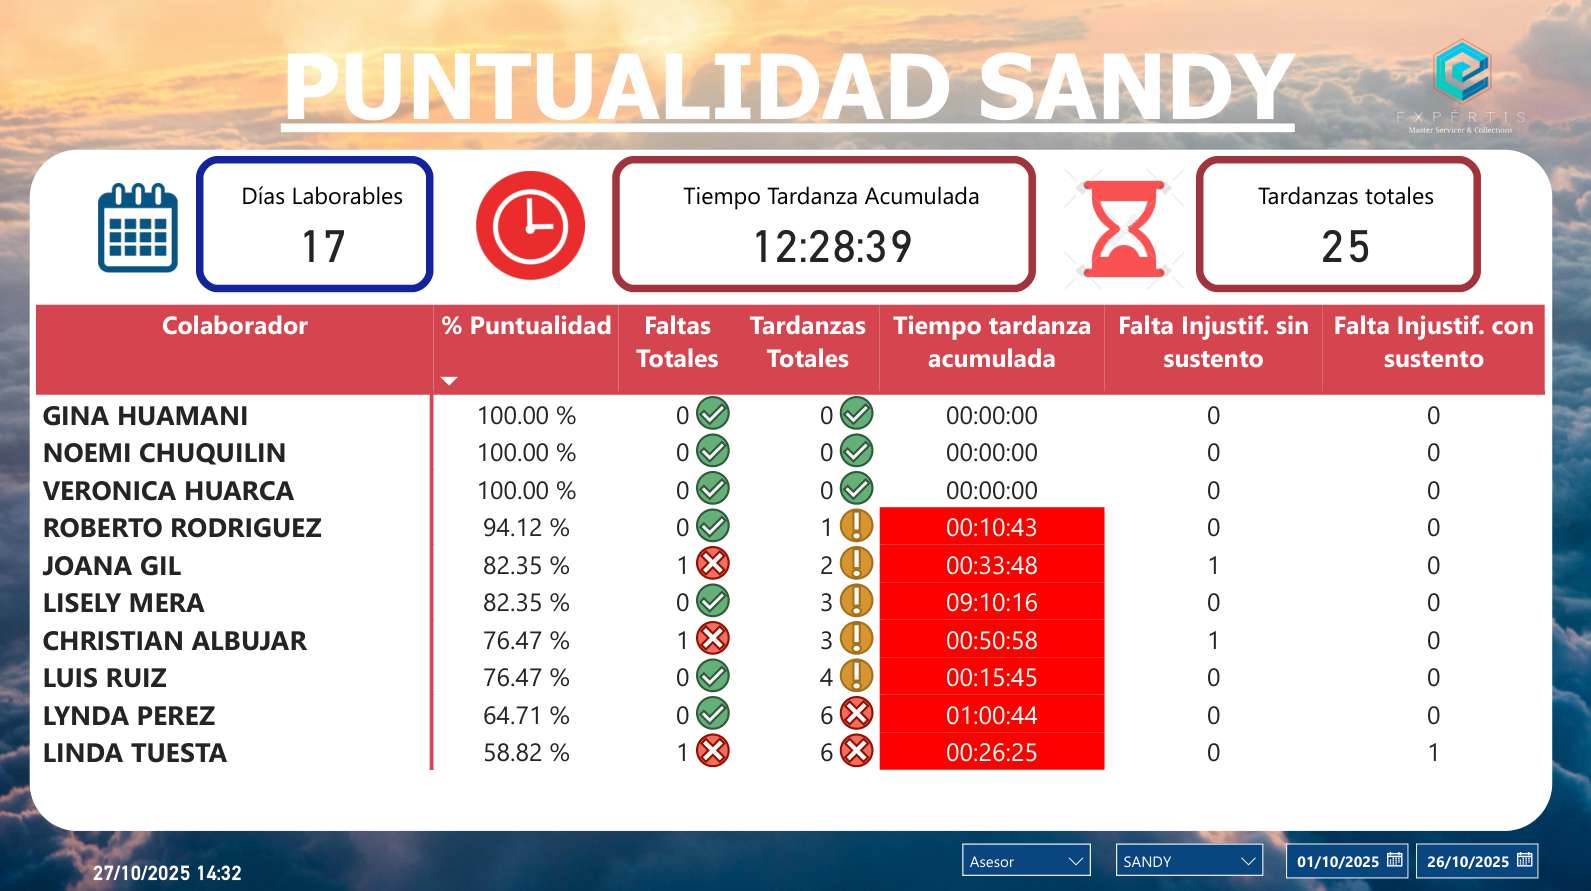 PUNTUALIDAD SANDY
EXPERTIS
Master Servicer & Collections
Días Laborables
17
Tiempo Tardanza Acumulada
12:28:39
Tardanzas totales
25
Colaborador % Puntualidad Faltas Totales Tardanzas Totales Tiempo tardanza acumulada Falta Injustif. sin sustento Falta Injustif. con sustento
GINA HUAMANI 100.00 % 0 0 00:00:00 0 0
NOEMI CHUQUILIN 100.00 % 0 0 00:00:00 0 0
VERONICA HUARCA 100.00 % 0 0 00:00:00 0 0
ROBERTO RODRIGUEZ 94.12 % 0 1 00:10:43 0 0
JOANA GIL 82.35 % 1 2 00:33:48 1 0
LISELY MERA 82.35 % 0 3 09:10:16 0 0
CHRISTIAN ALBUJAR 76.47 % 1 3 00:50:58 1 0
LUIS RUIZ 76.47 % 0 4 00:15:45 0 0
LYNDA PEREZ 64.71 % 0 6 01:00:44 0 0
LINDA TUESTA 58.82 % 1 6 00:26:25 0 1
27/10/2025 14:32
Asesor
SANDY
01/10/2025
26/10/2025